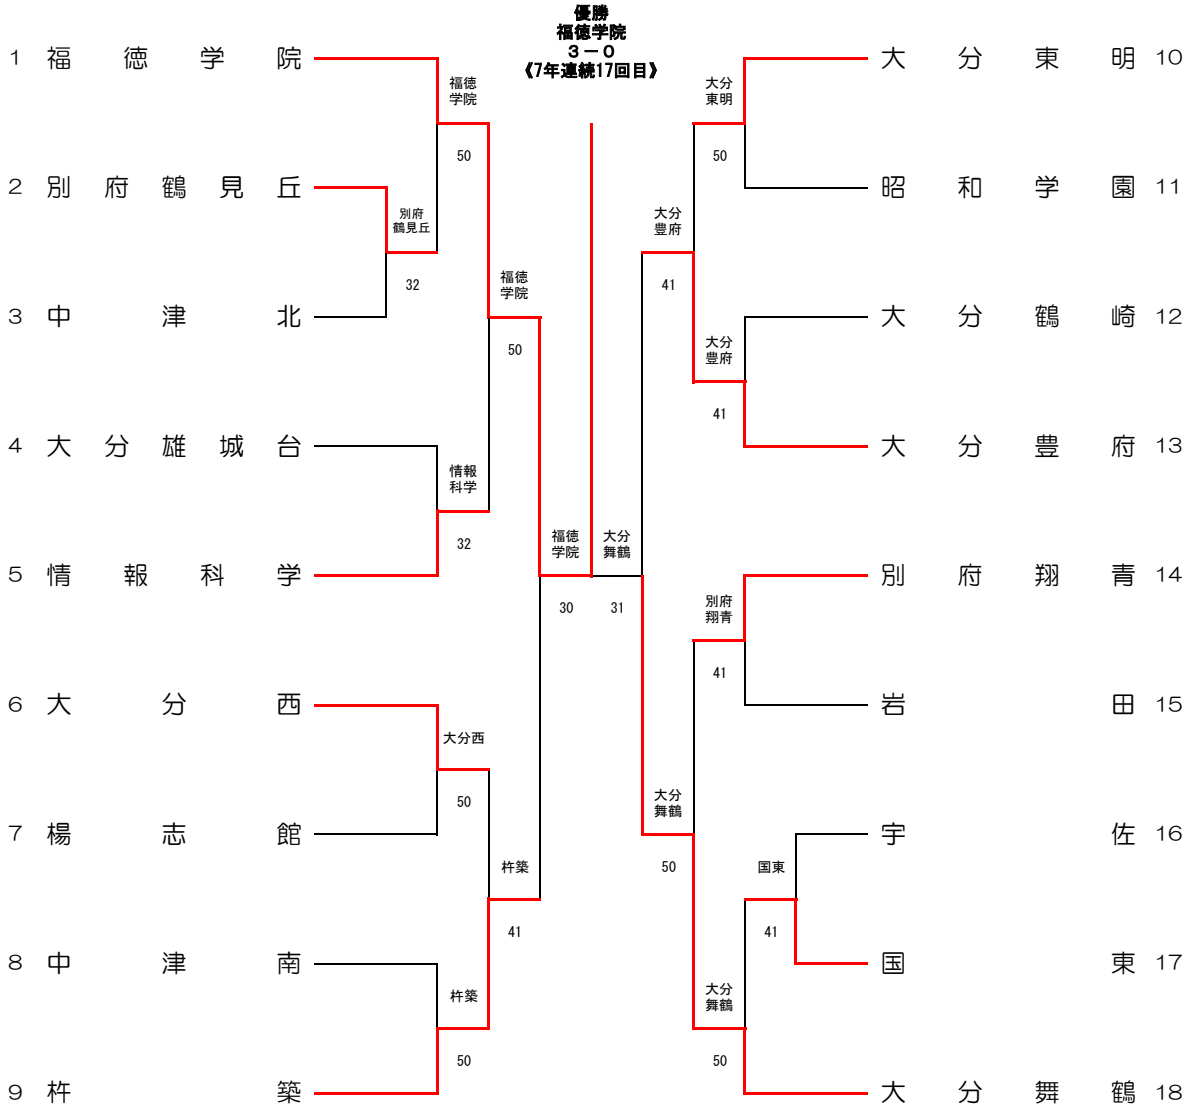 優勝
福徳学院
3－0
《7年連続17回目》
1 福徳学院
2 別府鶴見丘
3 中津北
4 大分雄城台
5 情報科学
6 大分西
7 楊志館
8 中津南
9 杵築
福徳
学院
50
別府
鶴見丘
32
福徳
学院
50
情報
科学
32
福徳
学院
30
大分西
50
杵築
41
杵築
50
大分
舞鶴
31
大分
東明
50
大分
豊府
41
大分
豊府
41
別府
翔青
41
大分
舞鶴
50
国東
41
大分
舞鶴
50
大分東明 10
昭和学園 11
大分鶴崎 12
大分豊府 13
別府翔青 14
岩田 15
宇佐 16
国東 17
大分舞鶴 18